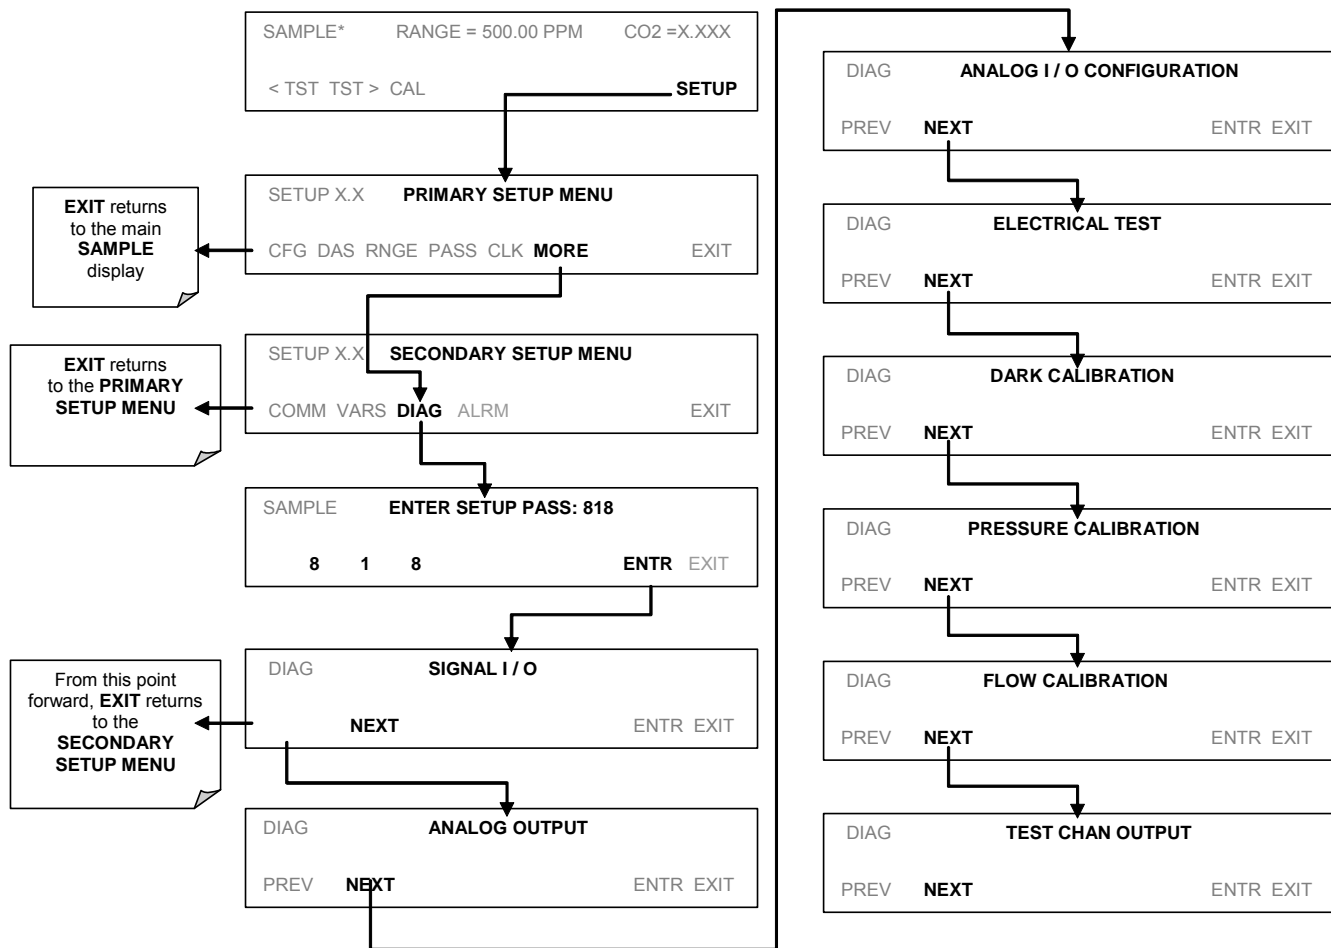 SAMPLE* RANGE = 500.00 PPM CO2 =X.XXX
< TST TST > CAL SETUP
SETUP X.X PRIMARY SETUP MENU
CFG DAS RNGE PASS CLK MORE EXIT
EXIT returns
to the main
SAMPLE
display
SETUP X.X SECONDARY SETUP MENU
COMM VARS DIAG ALRM EXIT
EXIT returns
to the PRIMARY
SETUP MENU
SAMPLE ENTER SETUP PASS: 818
8 1 8 ENTR EXIT
DIAG SIGNAL I / O
NEXT ENTR EXIT
From this point
forward, EXIT returns
to the
SECONDARY
SETUP MENU
DIAG ANALOG OUTPUT
PREV NEXT ENTR EXIT
DIAG ANALOG I / O CONFIGURATION
PREV NEXT ENTR EXIT
DIAG ELECTRICAL TEST
PREV NEXT ENTR EXIT
DIAG DARK CALIBRATION
PREV NEXT ENTR EXIT
DIAG PRESSURE CALIBRATION
PREV NEXT ENTR EXIT
DIAG FLOW CALIBRATION
PREV NEXT ENTR EXIT
DIAG TEST CHAN OUTPUT
PREV NEXT ENTR EXIT